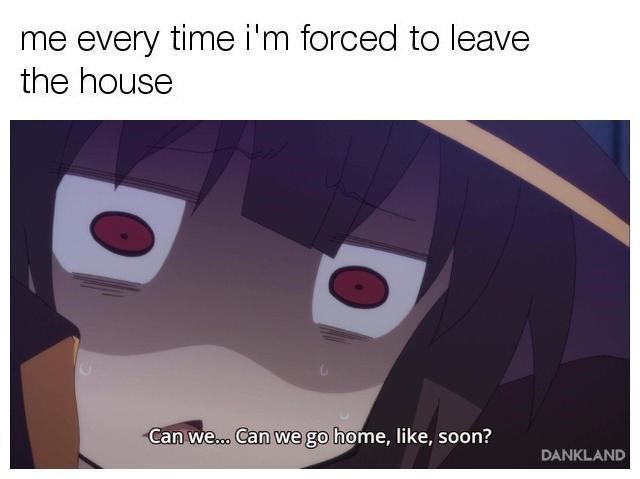 me every time i'm forced to leave
the house
Can we... Can we go home, like, soon?
DANKLAND